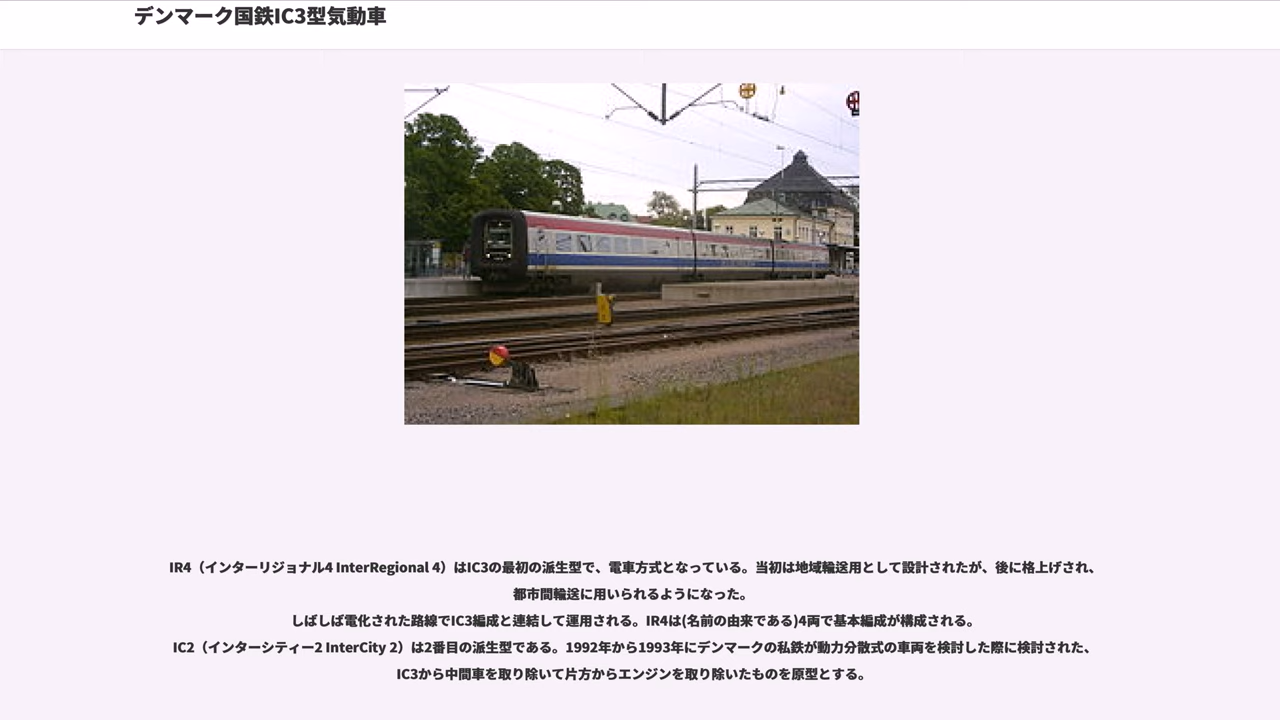 デンマーク国鉄IC3型気動車
IR4（インターリジョナル4 InterRegional 4）はIC3の最初の派生型で、電車方式となっている。当初は地域輸送用として設計されたが、後に格上げされ、
都市間輸送に用いられるようになった。
しばしば電化された路線でIC3編成と連結して運用される。IR4は(名前の由来である)4両で基本編成が構成される。
IC2（インターシティー2 InterCity 2）は2番目の派生型である。1992年から1993年にデンマークの私鉄が動力分散式の車両を検討した際に検討された、
IC3から中間車を取り除いて片方からエンジンを取り除いたものを原型とする。